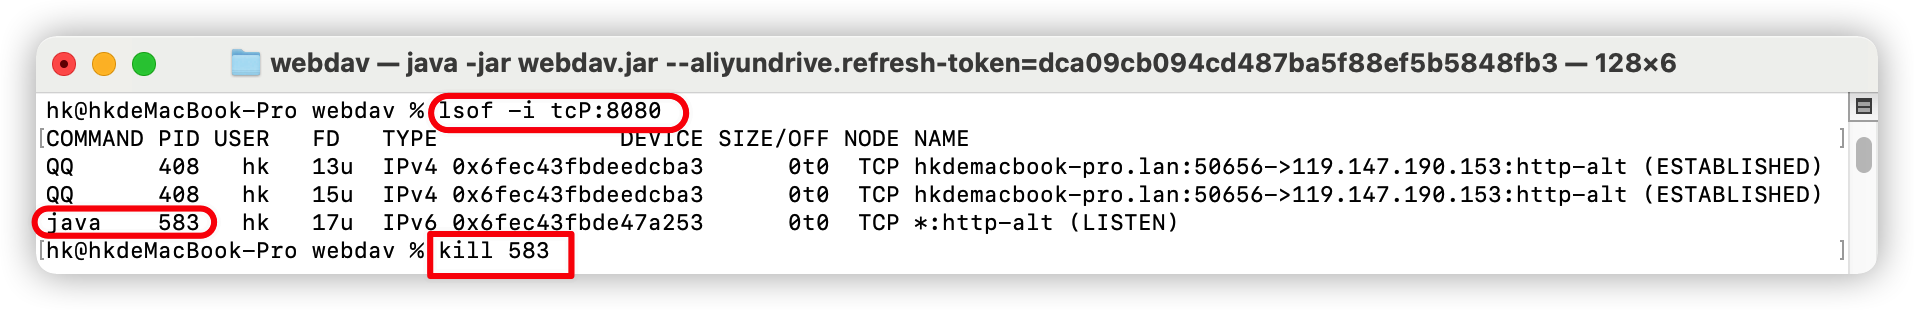 webdav — java -jar webdav.jar --aliyundrive.refresh-token=dca09cb094cd487ba5f88ef5b5848fb3 — 128×6
hk@hkdeMacBook-Pro webdav % lsof -i tcP:8080
[COMMAND PID USER FD TYPE DEVICE SIZE/OFF NODE NAME ]
QQ 408 hk 13u IPv4 0x6fec43fbdeedcba3 0t0 TCP hkdemacbook-pro.lan:50656->119.147.190.153:http-alt (ESTABLISHED)
QQ 408 hk 15u IPv4 0x6fec43fbdeedcba3 0t0 TCP hkdemacbook-pro.lan:50656->119.147.190.153:http-alt (ESTABLISHED)
java 583 hk 17u IPv6 0x6fec43fbde47a253 0t0 TCP *:http-alt (LISTEN)
[hk@hkdeMacBook-Pro webdav % kill 583 ]